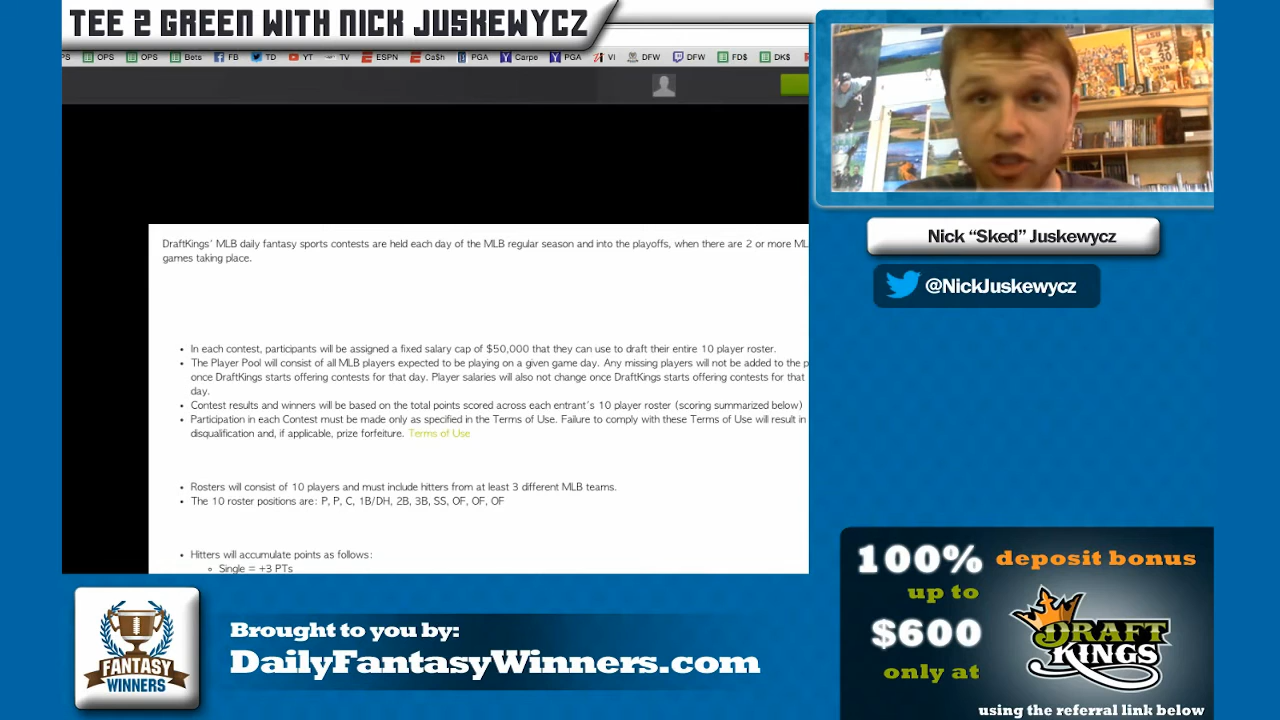 TEE 2 GREEN WITH NICK JUSKEWYCZ
OPS OPS Bets FB TD YT TV ESPN Ca$h PGA Carpe PGA VI DFW DFW FD$ DK$
DraftKings' MLB daily fantasy sports contests are held each day of the MLB regular season and into the playoffs, when there are 2 or more ML
games taking place.
In each contest, participants will be assigned a fixed salary cap of $50,000 that they can use to draft their entire 10 player roster.
The Player Pool will consist of all MLB players expected to be playing on a given game day. Any missing players will not be added to the p
once DraftKings starts offering contests for that day. Player salaries will also not change once DraftKings starts offering contests for that
day.
Contest results and winners will be based on the total points scored across each entrant's 10 player roster (scoring summarized below)
Participation in each Contest must be made only as specified in the Terms of Use. Failure to comply with these Terms of Use will result in
disqualification and, if applicable, prize forfeiture. Terms of Use
Rosters will consist of 10 players and must include hitters from at least 3 different MLB teams.
The 10 roster positions are: P, P, C, 1B/DH, 2B, 3B, SS, OF, OF, OF
Hitters will accumulate points as follows:
Single = +3 PTs
Nick "Sked" Juskewycz
@NickJuskewycz
100% deposit bonus
up to
$600
only at
DRAFT
KINGS
using the referral link below
FANTASY
WINNERS
Brought to you by:
DailyFantasyWinners.com